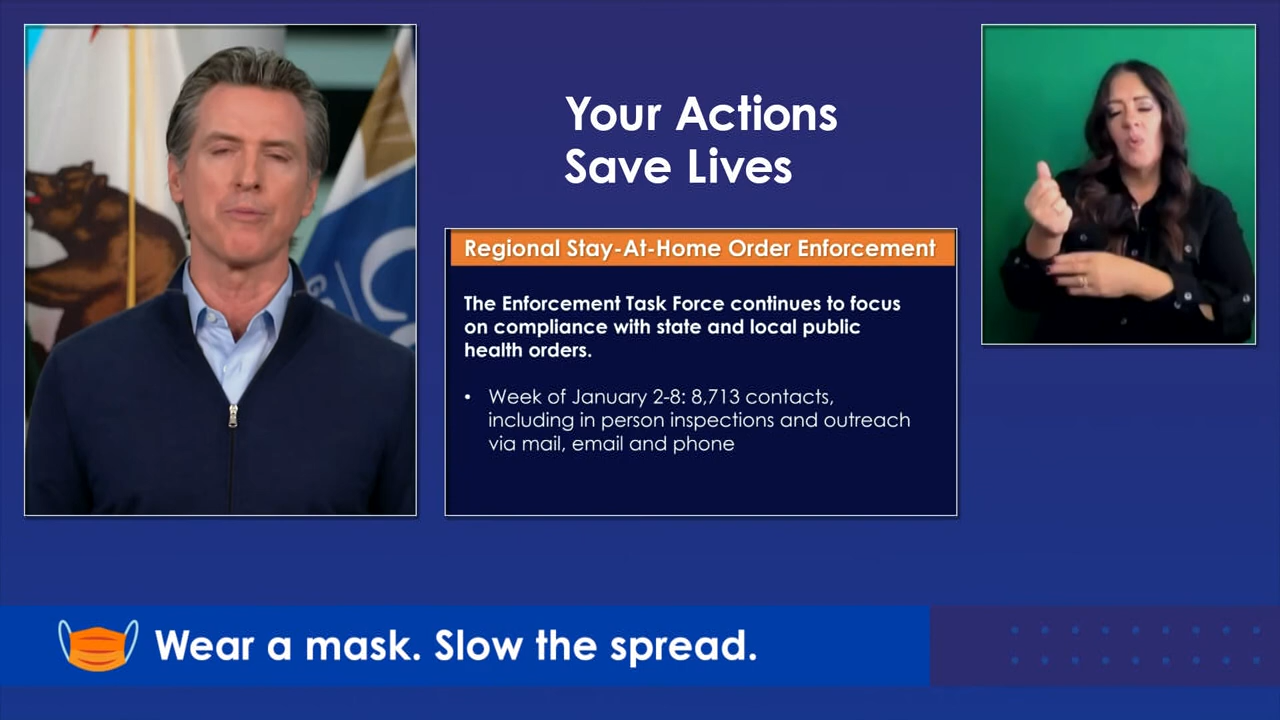 Your Actions
Save Lives
Regional Stay-At-Home Order Enforcement
The Enforcement Task Force continues to focus
on compliance with state and local public
health orders.
• Week of January 2-8: 8,713 contacts,
including in person inspections and outreach
via mail, email and phone
Wear a mask. Slow the spread.